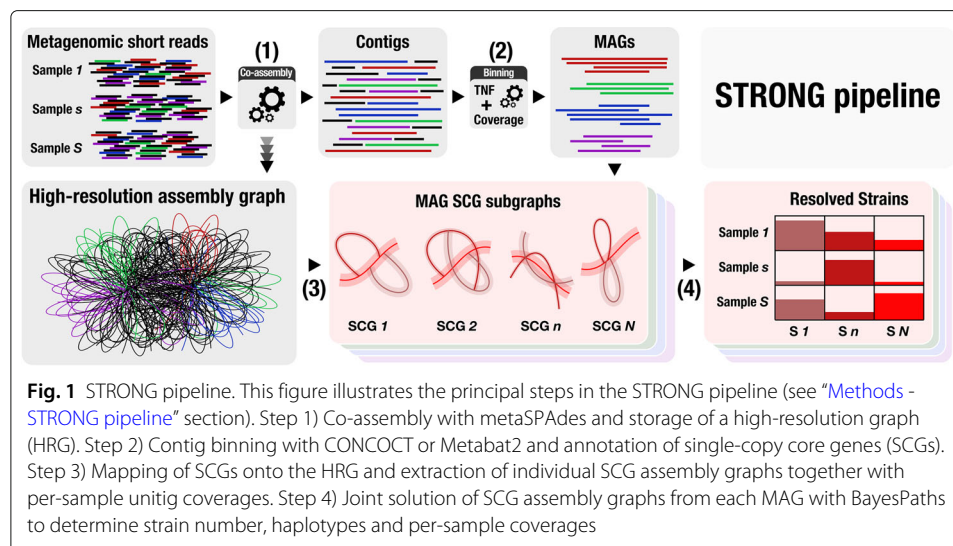 Metagenomic short reads
Sample 1
Sample s
Sample S
(1)
Co-assembly
Contigs
(2)
Binning
TNF
+
Coverage
MAGs
STRONG pipeline
High-resolution assembly graph
(3)
MAG SCG subgraphs
SCG 1 SCG 2 SCG n SCG N
(4)
Resolved Strains
Sample 1
Sample s
Sample S
S 1 S n S N
Fig. 1 STRONG pipeline. This figure illustrates the principal steps in the STRONG pipeline (see “Methods -
STRONG pipeline” section). Step 1) Co-assembly with metaSPAdes and storage of a high-resolution graph
(HRG). Step 2) Contig binning with CONCOCT or Metabat2 and annotation of single-copy core genes (SCGs).
Step 3) Mapping of SCGs onto the HRG and extraction of individual SCG assembly graphs together with
per-sample unitig coverages. Step 4) Joint solution of SCG assembly graphs from each MAG with BayesPaths
to determine strain number, haplotypes and per-sample coverages